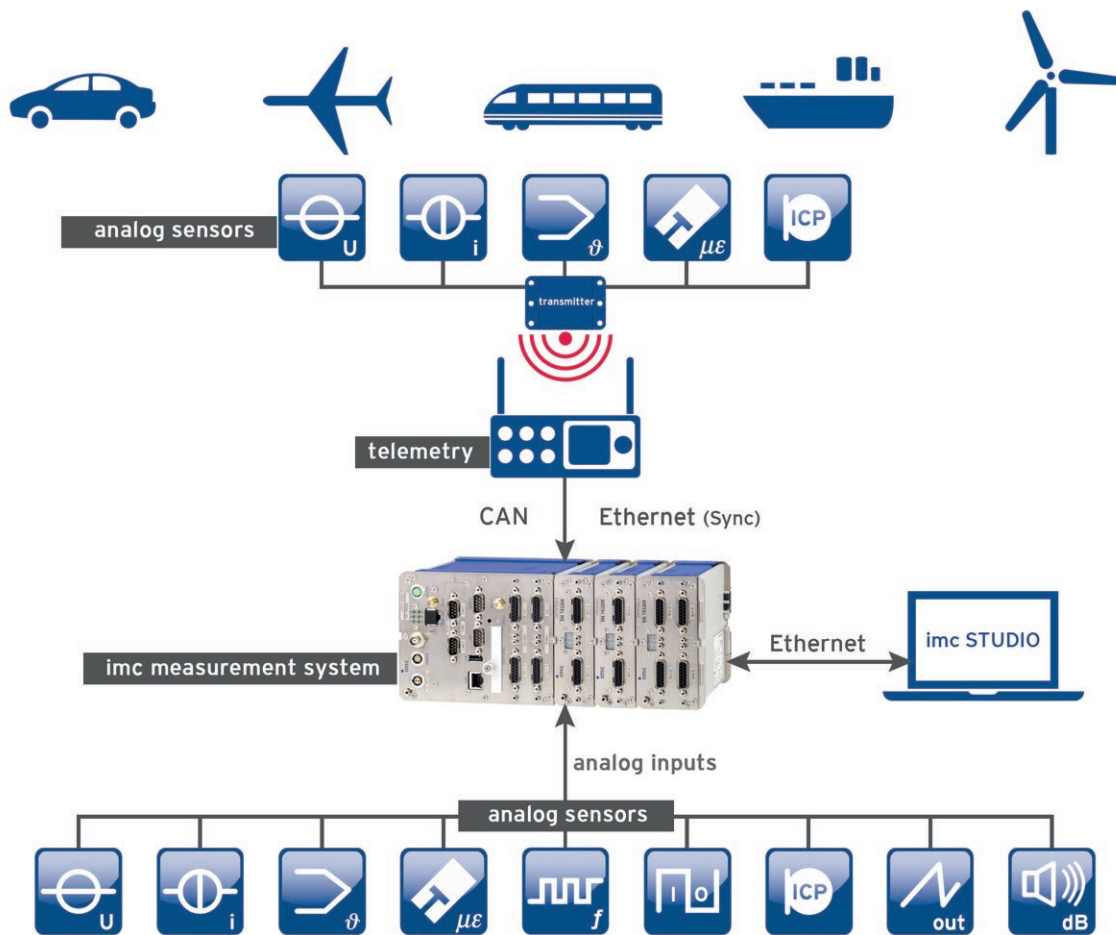 analog sensors
U
i
ϑ
με
ICP
transmitter
telemetry
CAN
Ethernet (Sync)
imc measurement system
Ethernet
imc STUDIO
analog inputs
analog sensors
U
i
ϑ
με
f
I O
ICP
out
dB